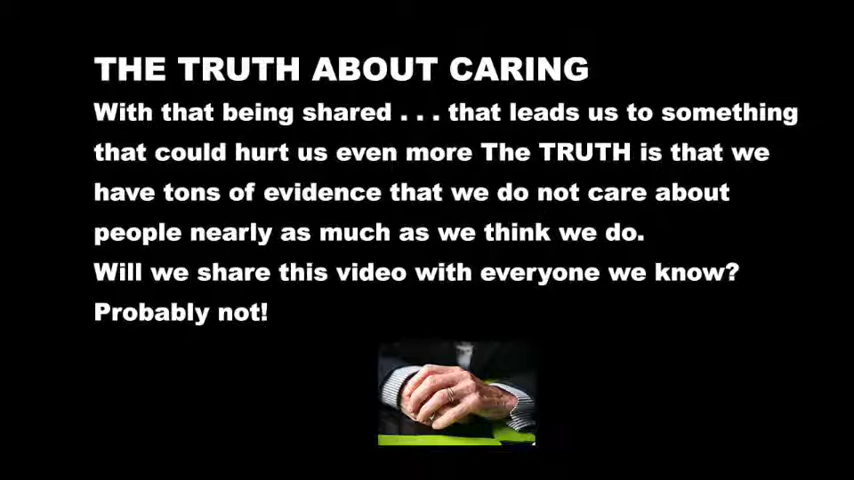 THE TRUTH ABOUT CARING
With that being shared . . . that leads us to something
that could hurt us even more The TRUTH is that we
have tons of evidence that we do not care about
people nearly as much as we think we do.
Will we share this video with everyone we know?
Probably not!